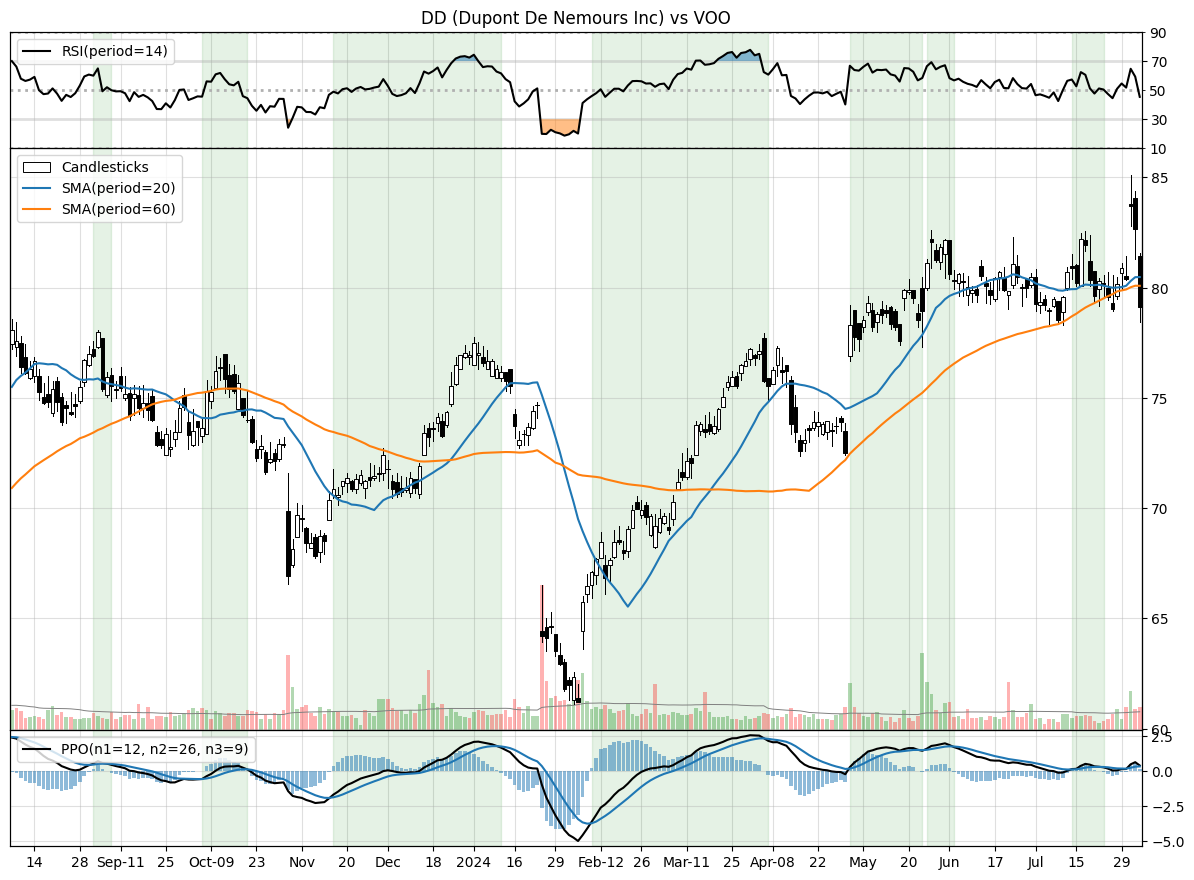 DD (Dupont De Nemours Inc) vs VOO
RSI(period=14)
90
70
50
30
10
Candlesticks
SMA(period=20)
SMA(period=60)
85
80
75
70
65
60
PPO(n1=12, n2=26, n3=9)
2.5
0.0
−2.5
−5.0
14 28 Sep-11 25 Oct-09 23 Nov 20 Dec 18 2024 16 29 Feb-12 26 Mar-11 25 Apr-08 22 May 20 Jun 17 Jul 15 29